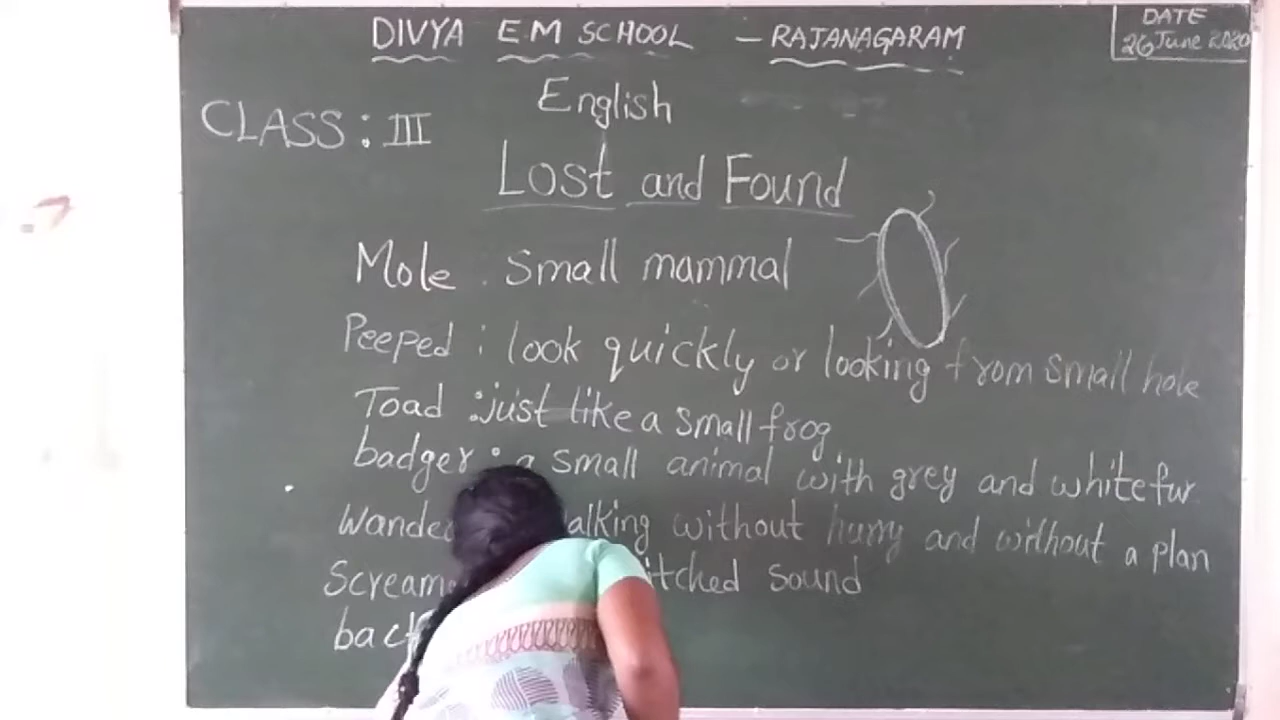 DIVYA EM SCHOOL – RAJANAGARAM
DATE
26 June 2020
English
CLASS : III
Lost and Found
Mole . Small mammal
Peeped : look quickly or looking from small hole
Toad : just like a small frog
badger : a small animal with grey and white fur
without hurry and without a plan
sound